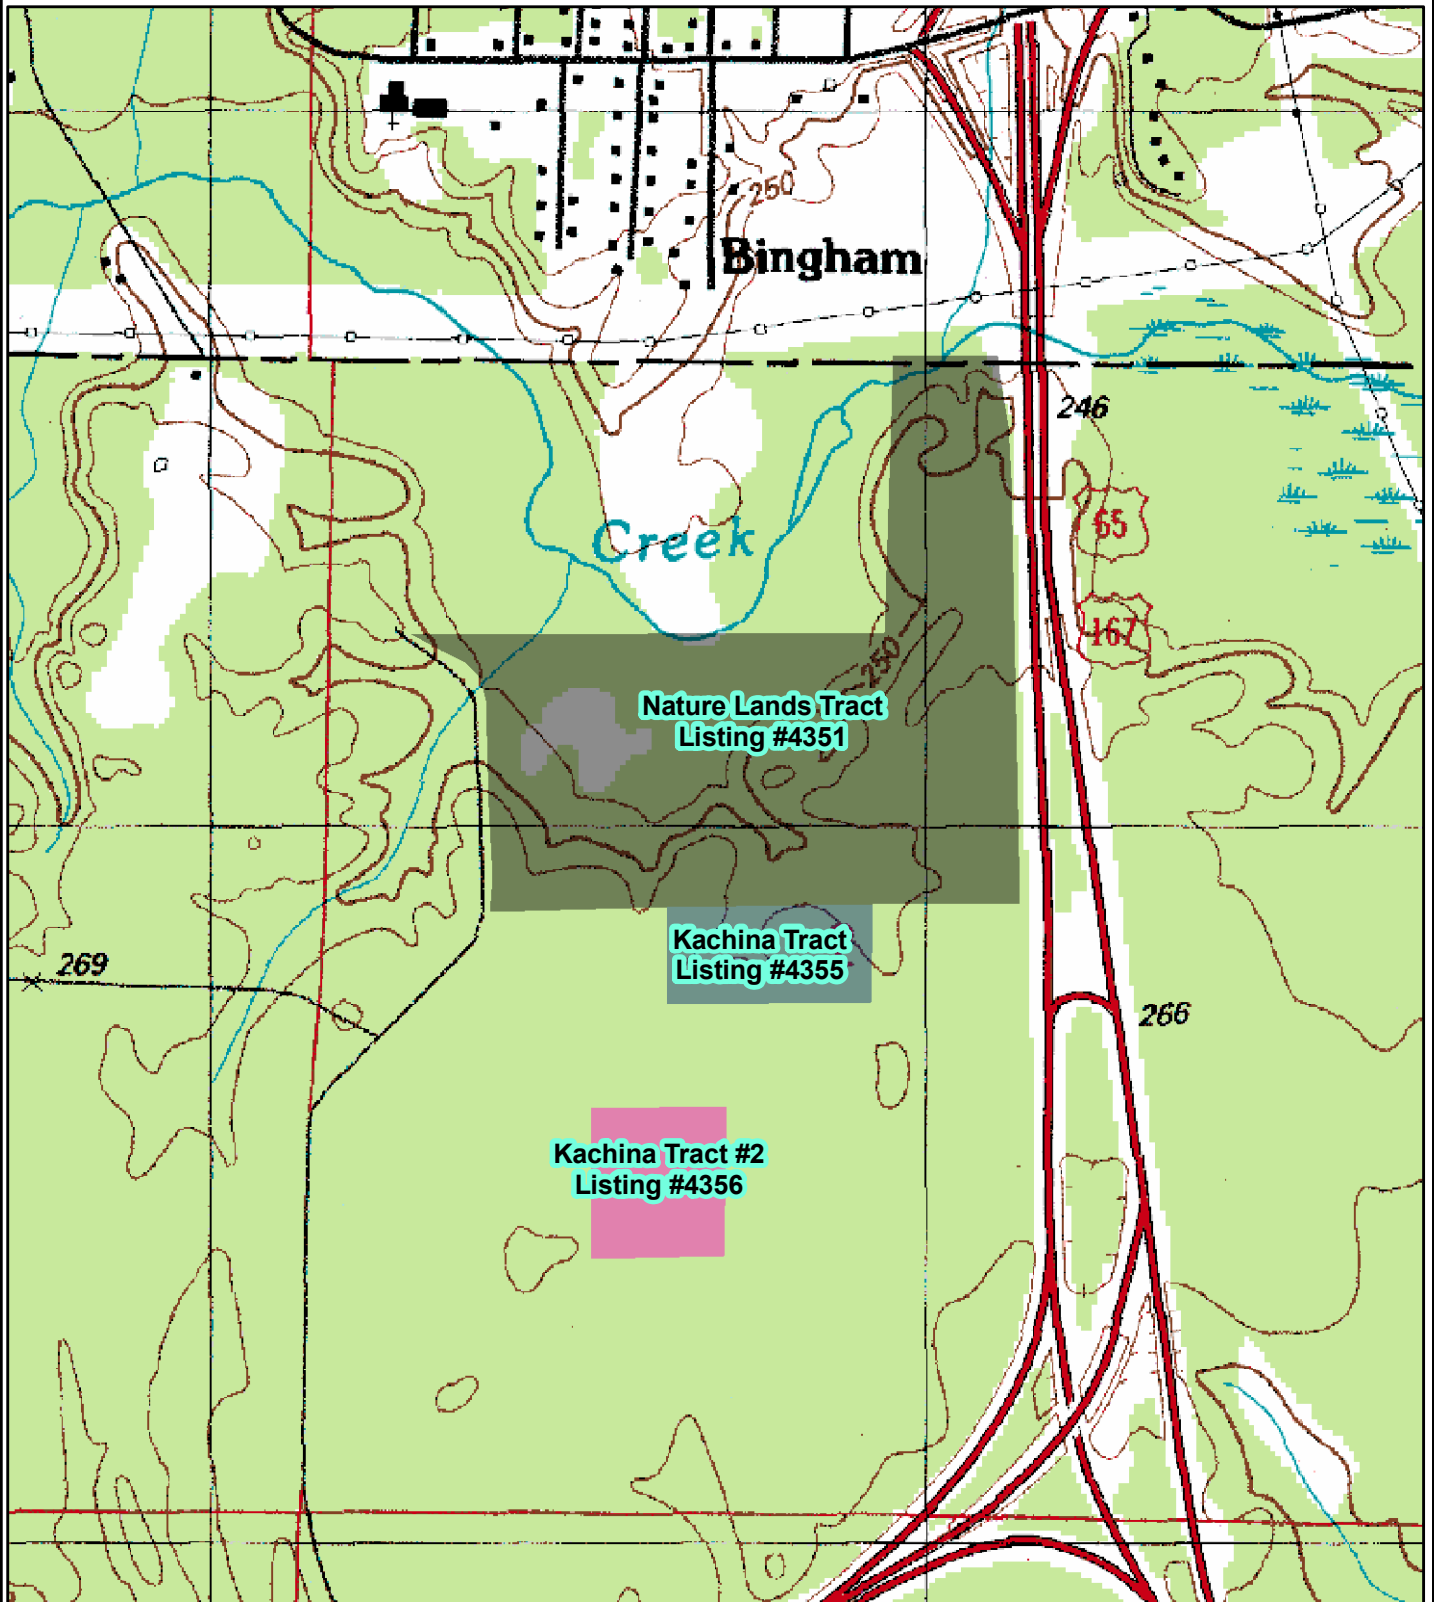 250
Bingham
246
65
Creek
167
250
Nature Lands Tract
Listing #4351
Kachina Tract
Listing #4355
269
266
Kachina Tract #2
Listing #4356